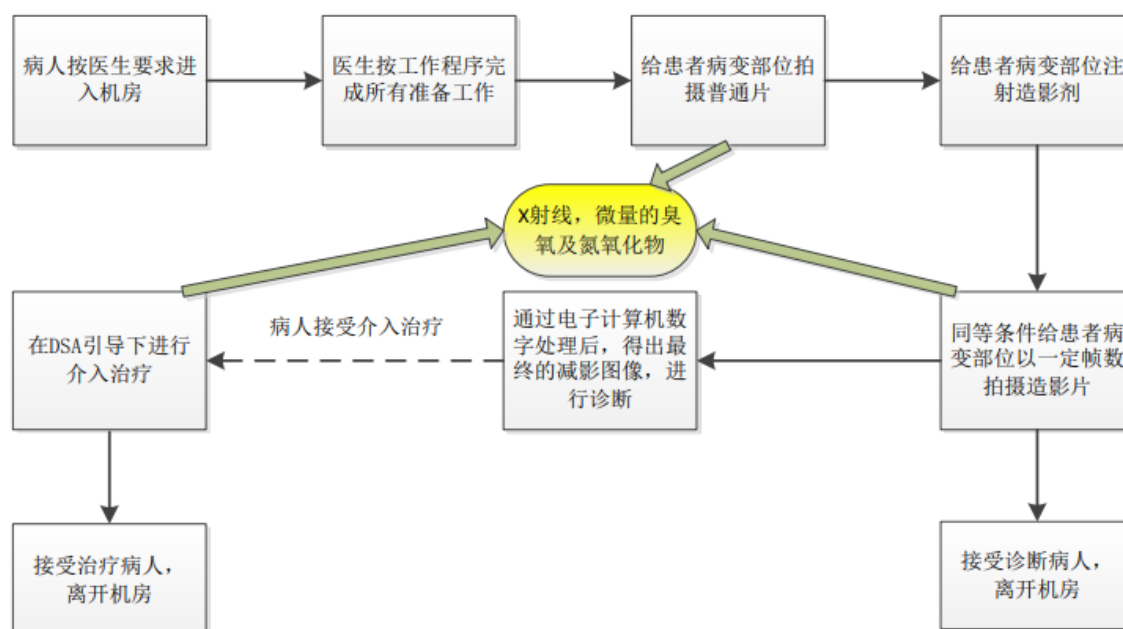 病人按医生要求进
入机房
医生按工作程序完
成所有准备工作
给患者病变部位拍
摄普通片
给患者病变部位注
射造影剂
X射线，微量的臭
氧及氮氧化物
在DSA引导下进行
介入治疗
病人接受介入治疗
通过电子计算机数
字处理后，得出最
终的减影图像，进
行诊断
同等条件给患者病
变部位以一定帧数
拍摄造影片
接受治疗病人，
离开机房
接受诊断病人，
离开机房